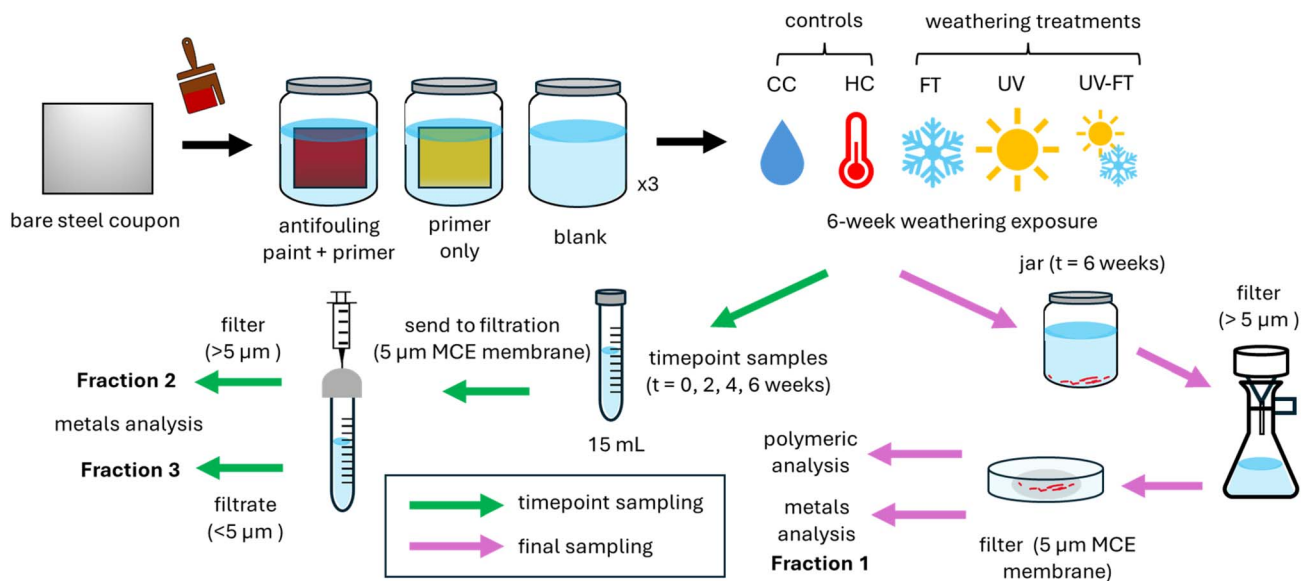 controls
weathering treatments
CC
HC
FT
UV
UV-FT
x3
bare steel coupon
antifouling
paint + primer
primer
only
blank
6-week weathering exposure
jar (t = 6 weeks)
filter
(> 5 µm )
filter
(>5 µm )
send to filtration
(5 µm MCE membrane)
timepoint samples
(t = 0, 2, 4, 6 weeks)
Fraction 2
metals analysis
Fraction 3
filtrate
(<5 µm )
15 mL
timepoint sampling
final sampling
polymeric
analysis
metals
analysis
Fraction 1
filter (5 µm MCE
membrane)